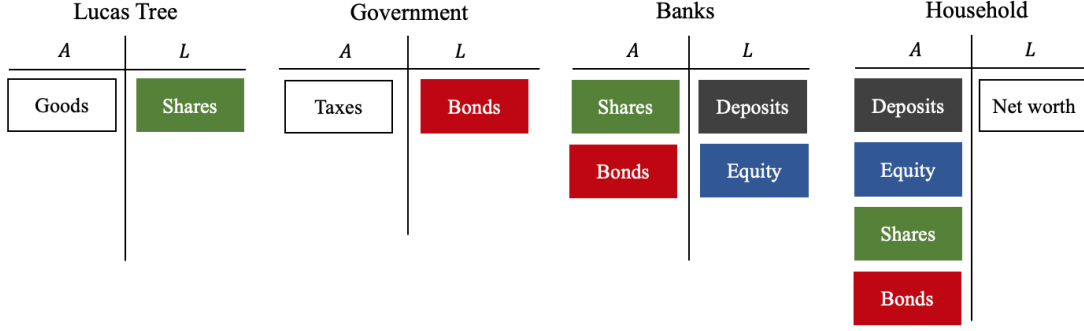 Lucas Tree
Government
Banks
Household
A L
A L
A L
A L
Goods Shares
Taxes Bonds
Shares Deposits
Deposits Net worth
Bonds Equity
Equity
Shares
Bonds